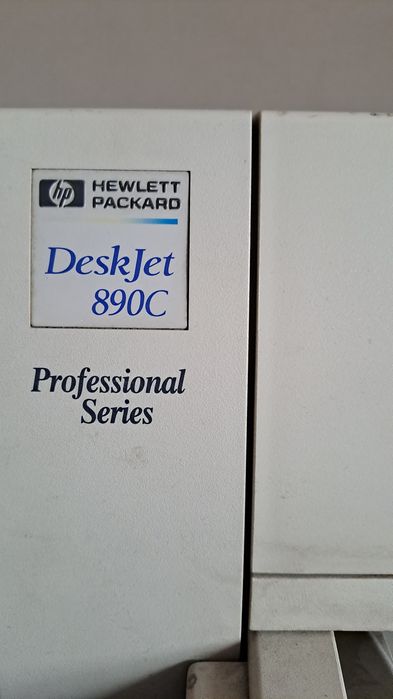 hp HEWLETT
PACKARD
DeskJet
890C
Professional
Series